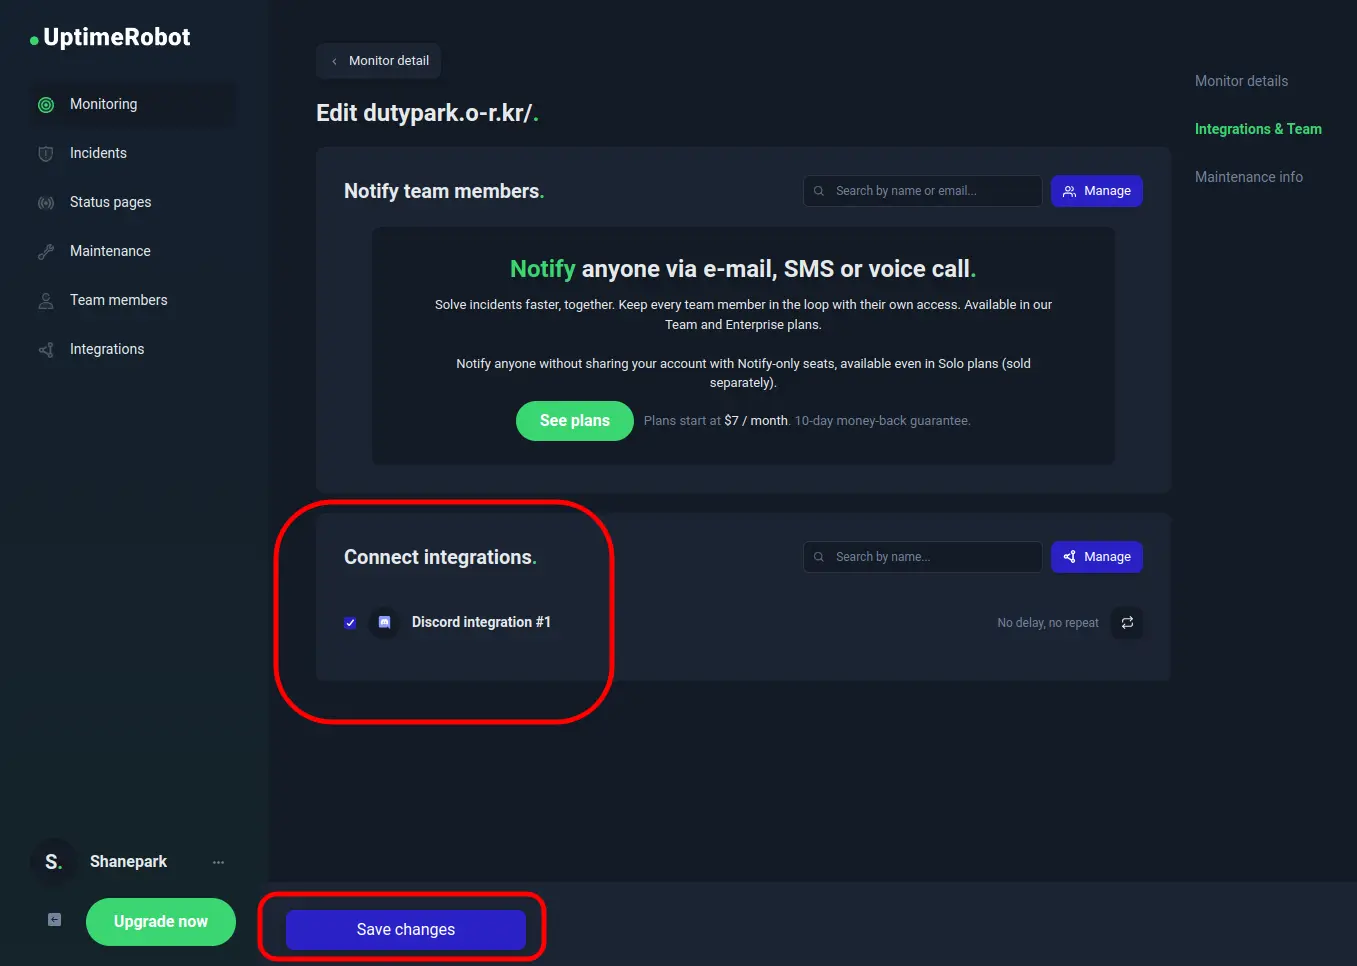 UptimeRobot
Monitoring
Incidents
Status pages
Maintenance
Team members
Integrations
Shanepark
S.
Upgrade now
Monitor detail
Edit dutypark.o-r.kr/.
Notify team members.
Search by name or email...
Manage
Notify anyone via e-mail, SMS or voice call.
Solve incidents faster, together. Keep every team member in the loop with their own access. Available in our
Team and Enterprise plans.
Notify anyone without sharing your account with Notify-only seats, available even in Solo plans (sold
separately).
See plans
Plans start at $7 / month. 10-day money-back guarantee.
Connect integrations.
Search by name...
Manage
Discord integration #1
No delay, no repeat
Save changes
Monitor details
Integrations & Team
Maintenance info